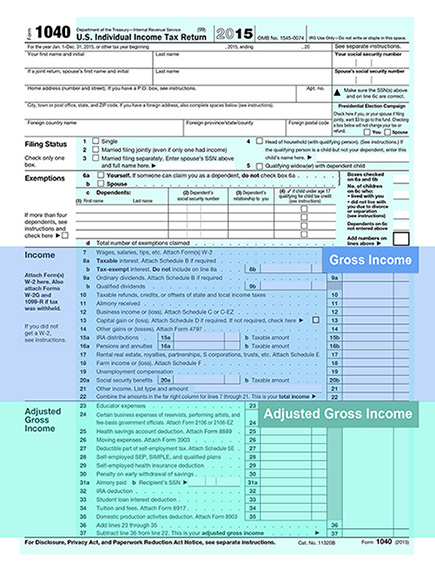 Form 1040 Department of the Treasury—Internal Revenue Service (99)
U.S. Individual Income Tax Return 2015 OMB No. 1545-0074 IRS Use Only—Do not write or staple in this space.
For the year Jan. 1–Dec. 31, 2015, or other tax year beginning , 2015, ending , 20 See separate instructions.
Your first name and initial Last name Your social security number
If a joint return, spouse's first name and initial Last name Spouse's social security number
Home address (number and street). If you have a P.O. box, see instructions. Apt. no.
▲ Make sure the SSN(s) above and on line 6c are correct.
City, town or post office, state, and ZIP code. If you have a foreign address, also complete spaces below (see instructions).
Presidential Election Campaign
Check here if you, or your spouse if filing jointly, want $3 to go to this fund. Checking a box below will not change your tax or refund. You Spouse
Foreign country name Foreign province/state/county Foreign postal code
Filing Status
Check only one box.
1 Single
2 Married filing jointly (even if only one had income)
3 Married filing separately. Enter spouse's SSN above and full name here. ▶
4 Head of household (with qualifying person). (See instructions.) If the qualifying person is a child but not your dependent, enter this child's name here. ▶
5 Qualifying widow(er) with dependent child
Exemptions
6a Yourself. If someone can claim you as a dependent, do not check box 6a
b Spouse
c Dependents:
(1) First name Last name
(2) Dependent's social security number
(3) Dependent's relationship to you
(4) ✓ if child under age 17 qualifying for child tax credit (see instructions)
If more than four dependents, see instructions and check here ▶
d Total number of exemptions claimed
Boxes checked on 6a and 6b
No. of children on 6c who:
• lived with you
• did not live with you due to divorce or separation (see instructions)
Dependents on 6c not entered above
Add numbers on lines above ▶
Income
Gross Income
Attach Form(s) W-2 here. Also attach Forms W-2G and 1099-R if tax was withheld.
If you did not get a W-2, see instructions.
7 Wages, salaries, tips, etc. Attach Form(s) W-2
8a Taxable interest. Attach Schedule B if required
b Tax-exempt interest. Do not include on line 8a 8b
9a Ordinary dividends. Attach Schedule B if required 9a
b Qualified dividends 9b
10 Taxable refunds, credits, or offsets of state and local income taxes 10
11 Alimony received 11
12 Business income or (loss). Attach Schedule C or C-EZ 12
13 Capital gain or (loss). Attach Schedule D if required. If not required, check here ▶ 13
14 Other gains or (losses). Attach Form 4797 14
15a IRA distributions 15a b Taxable amount 15b
16a Pensions and annuities 16a b Taxable amount 16b
17 Rental real estate, royalties, partnerships, S corporations, trusts, etc. Attach Schedule E 17
18 Farm income or (loss). Attach Schedule F 18
19 Unemployment compensation 19
20a Social security benefits 20a b Taxable amount 20b
21 Other income. List type and amount 21
22 Combine the amounts in the far right column for lines 7 through 21. This is your total income ▶ 22
Adjusted Gross Income
Adjusted Gross Income
23 Educator expenses 23
24 Certain business expenses of reservists, performing artists, and fee-basis government officials. Attach Form 2106 or 2106-EZ 24
25 Health savings account deduction. Attach Form 8889 25
26 Moving expenses. Attach Form 3903 26
27 Deductible part of self-employment tax. Attach Schedule SE 27
28 Self-employed SEP, SIMPLE, and qualified plans 28
29 Self-employed health insurance deduction 29
30 Penalty on early withdrawal of savings 30
31a Alimony paid b Recipient's SSN ▶ 31a
32 IRA deduction 32
33 Student loan interest deduction 33
34 Tuition and fees. Attach Form 8917 34
35 Domestic production activities deduction. Attach Form 8903 35
36 Add lines 23 through 35 36
37 Subtract line 36 from line 22. This is your adjusted gross income ▶ 37
For Disclosure, Privacy Act, and Paperwork Reduction Act Notice, see separate instructions. Cat. No. 11320B Form 1040 (2015)